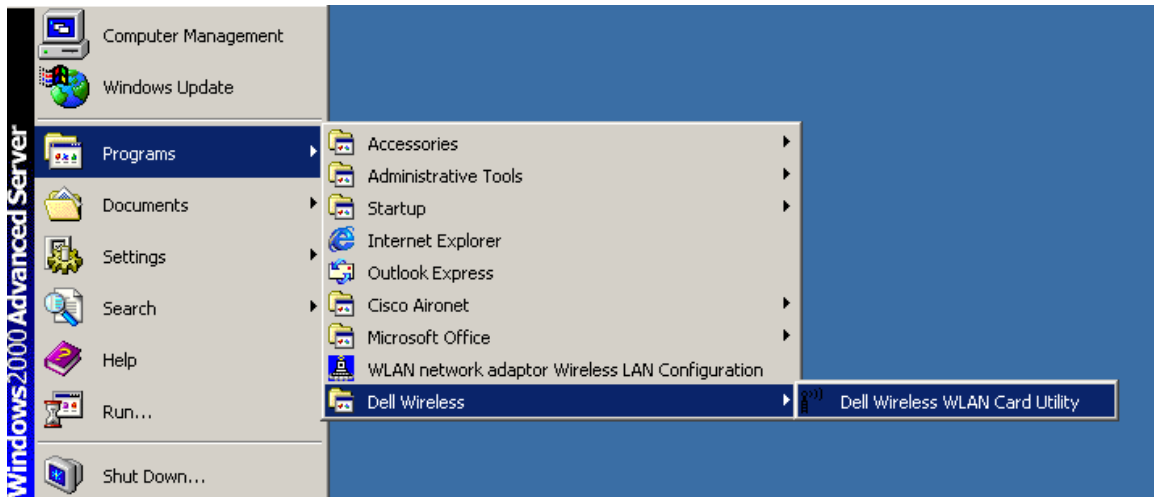 Windows2000 Advanced Server
Computer Management
Windows Update
Programs
Documents
Settings
Search
Help
Run...
Shut Down...
Accessories
Administrative Tools
Startup
Internet Explorer
Outlook Express
Cisco Aironet
Microsoft Office
WLAN network adaptor Wireless LAN Configuration
Dell Wireless
Dell Wireless WLAN Card Utility